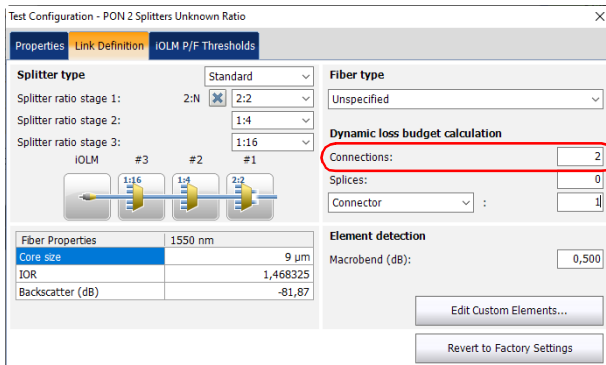 Test Configuration - PON 2 Splitters Unknown Ratio
Properties Link Definition iOLM P/F Thresholds
Splitter type Standard
Splitter ratio stage 1: 2:N 2:2
Splitter ratio stage 2: 1:4
Splitter ratio stage 3: 1:16
iOLM #3 #2 #1
1:16 1:4 2:2
Fiber Properties 1550 nm
Core size 9 µm
IOR 1,468325
Backscatter (dB) -81,87
Fiber type
Unspecified
Dynamic loss budget calculation
Connections: 2
Splices: 0
Connector : 1
Element detection
Macrobend (dB): 0,500
Edit Custom Elements...
Revert to Factory Settings